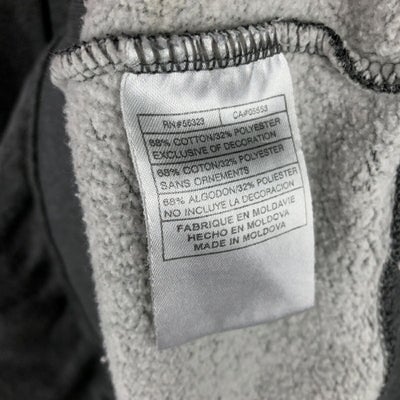 RN#56323 CA#05553
68% COTTON/32% POLYESTER
EXCLUSIVE OF DECORATION
68% COTON/32% POLYESTER
SANS ORNEMENTS
68% ALGODON/32% POLIESTER
NO INCLUYE LA DECORACION
FABRIQUE EN MOLDAVIE
HECHO EN MOLDOVA
MADE IN MOLDOVA